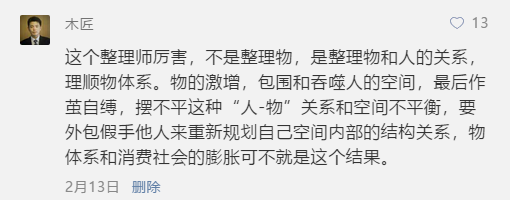 木匠
13
这个整理师厉害，不是整理物，是整理物和人的关系，
理顺物体系。物的激增，包围和吞噬人的空间，最后作
茧自缚，摆不平这种“人-物”关系和空间不平衡，要
外包假手他人来重新规划自己空间内部的结构关系，物
体系和消费社会的膨胀可不就是这个结果。
2月13日 删除